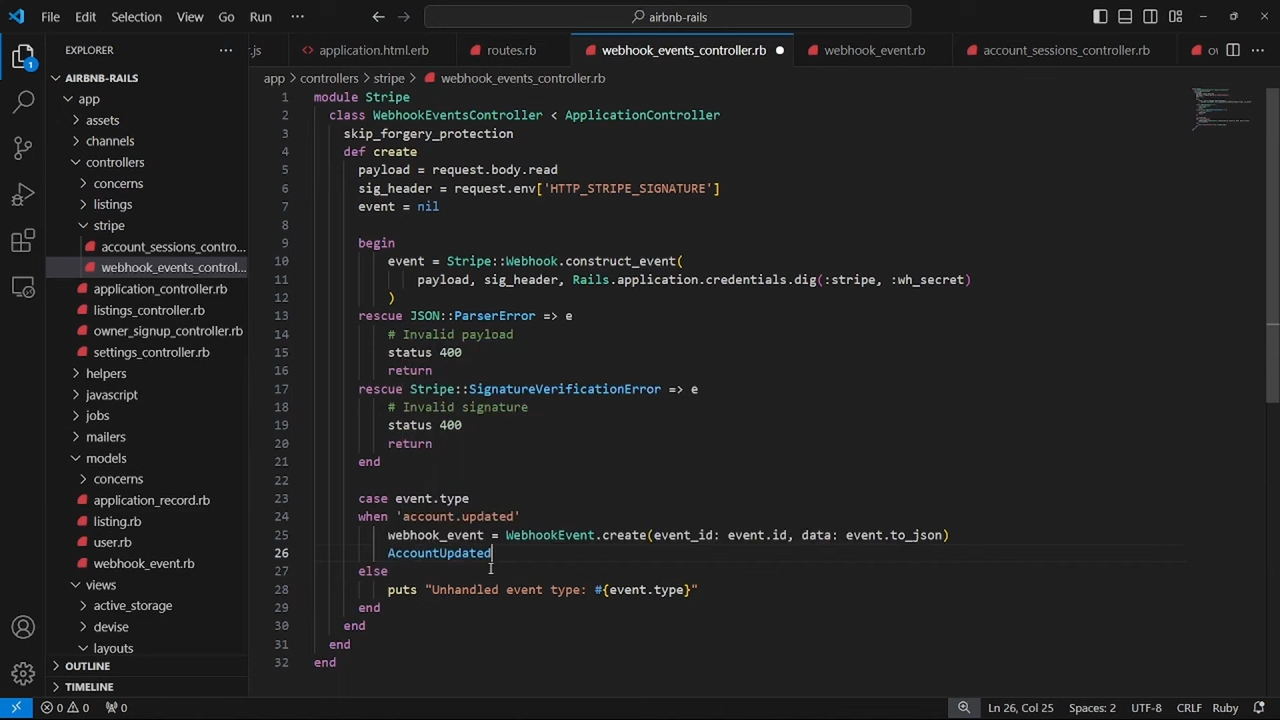 File Edit Selection View Go Run ··· airbnb-rails
EXPLORER ···
.js application.html.erb routes.rb webhook_events_controller.rb webhook_event.rb account_sessions_controller.rb ov ···
app > controllers > stripe > webhook_events_controller.rb
AIRBNB-RAILS
app
assets
channels
controllers
concerns
listings
stripe
account_sessions_contro...
webhook_events_control...
application_controller.rb
listings_controller.rb
owner_signup_controller.rb
settings_controller.rb
helpers
javascript
jobs
mailers
models
concerns
application_record.rb
listing.rb
user.rb
webhook_event.rb
views
active_storage
devise
layouts
OUTLINE
TIMELINE
1 module Stripe
2 class WebhookEventsController < ApplicationController
3 skip_forgery_protection
4 def create
5 payload = request.body.read
6 sig_header = request.env['HTTP_STRIPE_SIGNATURE']
7 event = nil
8
9 begin
10 event = Stripe::Webhook.construct_event(
11 payload, sig_header, Rails.application.credentials.dig(:stripe, :wh_secret)
12 )
13 rescue JSON::ParserError => e
14 # Invalid payload
15 status 400
16 return
17 rescue Stripe::SignatureVerificationError => e
18 # Invalid signature
19 status 400
20 return
21 end
22
23 case event.type
24 when 'account.updated'
25 webhook_event = WebhookEvent.create(event_id: event.id, data: event.to_json)
26 AccountUpdated
27 else
28 puts "Unhandled event type: #{event.type}"
29 end
30 end
31 end
32 end
1
0 0 0 Ln 26, Col 25 Spaces: 2 UTF-8 CRLF Ruby